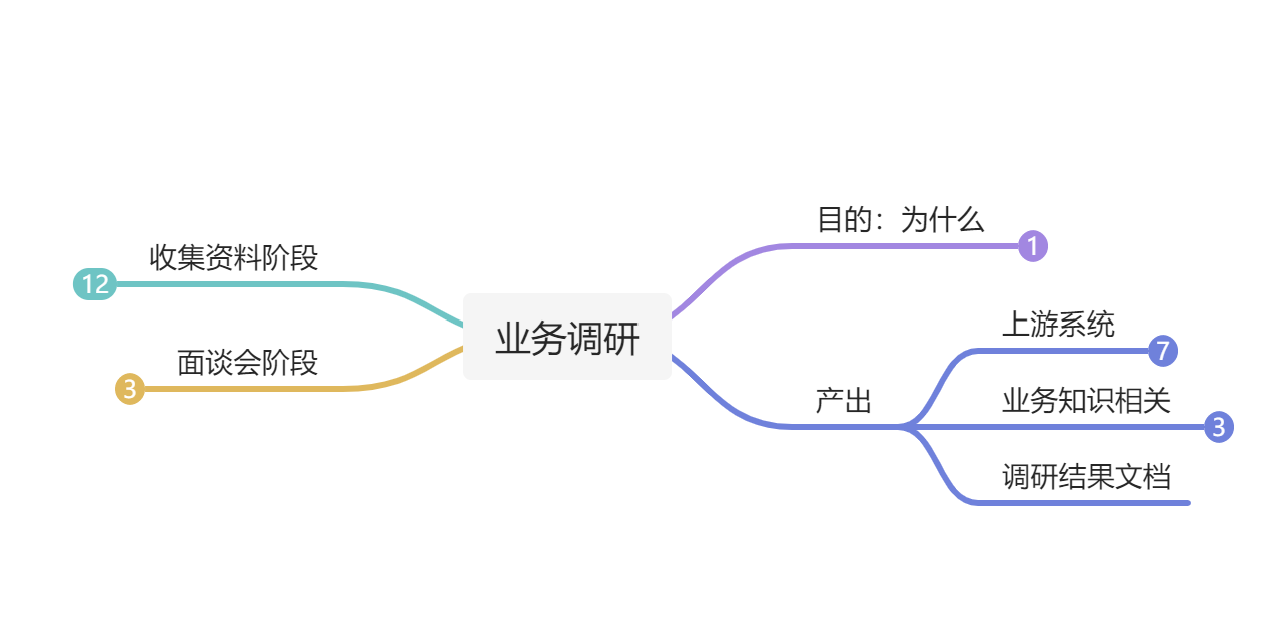 业务调研
目的：为什么
1
产出
上游系统
7
业务知识相关
3
调研结果文档
收集资料阶段
12
面谈会阶段
3